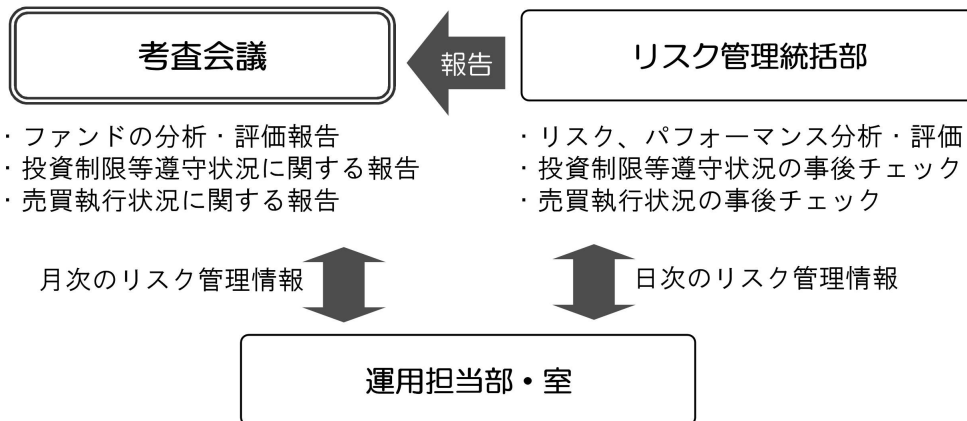 考査会議
報告
リスク管理統括部
・ファンドの分析・評価報告
・投資制限等遵守状況に関する報告
・売買執行状況に関する報告
・リスク、パフォーマンス分析・評価
・投資制限等遵守状況の事後チェック
・売買執行状況の事後チェック
月次のリスク管理情報
日次のリスク管理情報
運用担当部・室